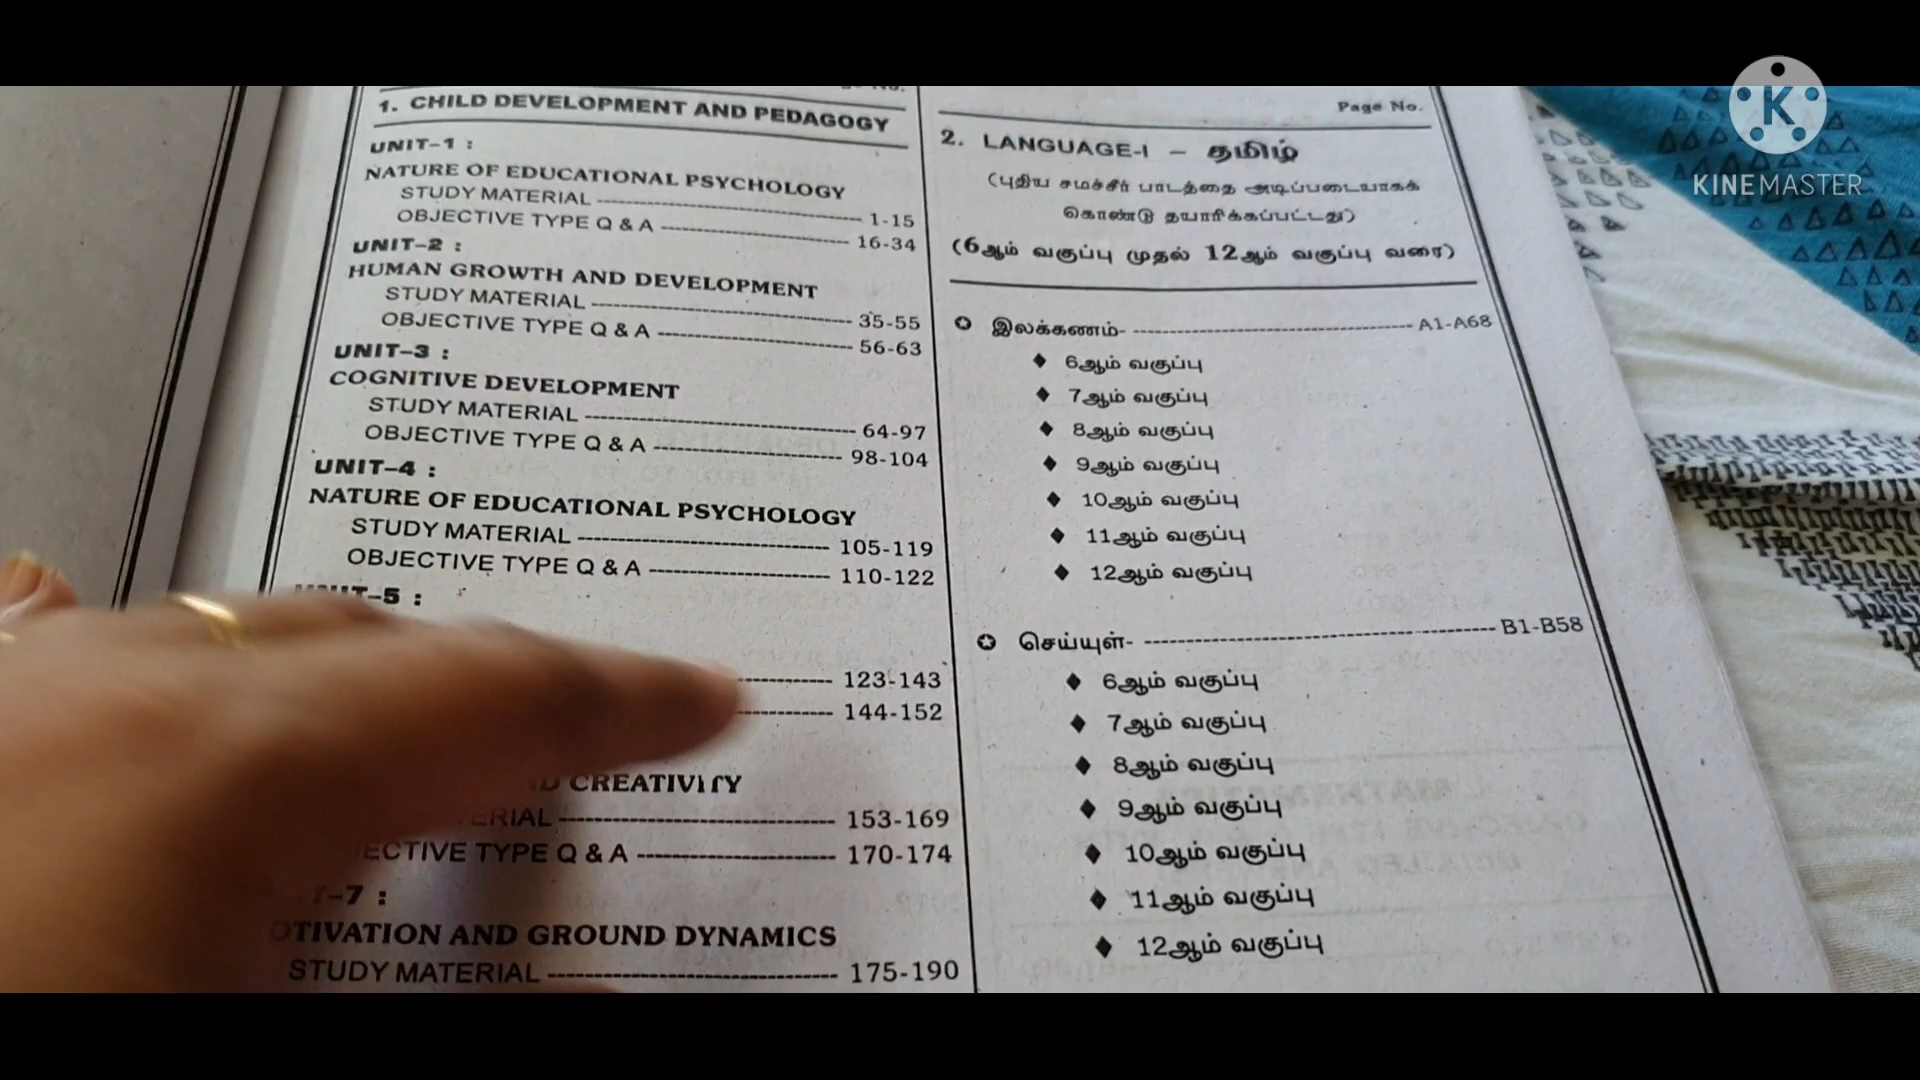 1. CHILD DEVELOPMENT AND PEDAGOGY
UNIT-1 :
NATURE OF EDUCATIONAL PSYCHOLOGY
STUDY MATERIAL ------------------------------ 1-15
OBJECTIVE TYPE Q & A --------------------- 16-34
UNIT-2 :
HUMAN GROWTH AND DEVELOPMENT
STUDY MATERIAL ------------------------------ 35-55
OBJECTIVE TYPE Q & A --------------------- 56-63
UNIT-3 :
COGNITIVE DEVELOPMENT
STUDY MATERIAL ------------------------------ 64-97
OBJECTIVE TYPE Q & A --------------------- 98-104
UNIT-4 :
NATURE OF EDUCATIONAL PSYCHOLOGY
STUDY MATERIAL ------------------------------ 105-119
OBJECTIVE TYPE Q & A --------------------- 110-122
-5 :
------------ 123-143
------------ 144-152
CREATIVITY
------------------------------ 153-169
TYPE Q & A --------------------- 170-174
-7 :
OTIVATION AND GROUND DYNAMICS
STUDY MATERIAL ------------------------------ 175-190
Page No.
2. LANGUAGE-I – தமிழ்
(புதிய சமச்சீர் பாடத்தை அடிப்படையாகக்
கொண்டு தயாரிக்கப்பட்டது)
(6ஆம் வகுப்பு முதல் 12ஆம் வகுப்பு வரை)
✪ இலக்கணம்- ------------------------------ A1-A68
♦ 6ஆம் வகுப்பு
♦ 7ஆம் வகுப்பு
♦ 8ஆம் வகுப்பு
♦ 9ஆம் வகுப்பு
♦ 10ஆம் வகுப்பு
♦ 11ஆம் வகுப்பு
♦ 12ஆம் வகுப்பு
✪ செய்யுள்- ------------------------------ B1-B58
♦ 6ஆம் வகுப்பு
♦ 7ஆம் வகுப்பு
♦ 8ஆம் வகுப்பு
♦ 9ஆம் வகுப்பு
♦ 10ஆம் வகுப்பு
♦ 11ஆம் வகுப்பு
♦ 12ஆம் வகுப்பு
K
KINEMASTER